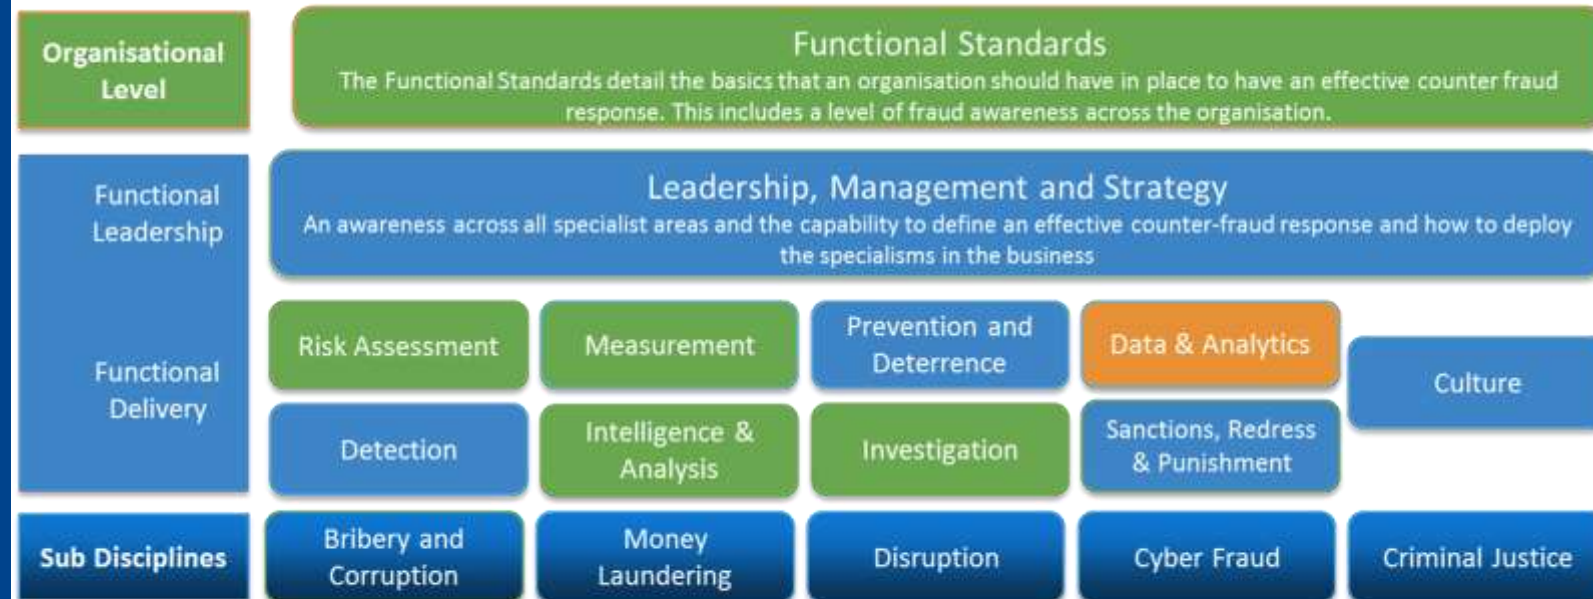 Organisational
Level
Functional Standards
The Functional Standards detail the basics that an organisation should have in place to have an effective counter fraud
response. This includes a level of fraud awareness across the organisation.
Functional
Leadership
Leadership, Management and Strategy
An awareness across all specialist areas and the capability to define an effective counter-fraud response and how to deploy
the specialisms in the business
Functional
Delivery
Risk Assessment
Measurement
Prevention and
Deterrence
Data & Analytics
Culture
Detection
Intelligence &
Analysis
Investigation
Sanctions, Redress
& Punishment
Sub Disciplines
Bribery and
Corruption
Money
Laundering
Disruption
Cyber Fraud
Criminal Justice